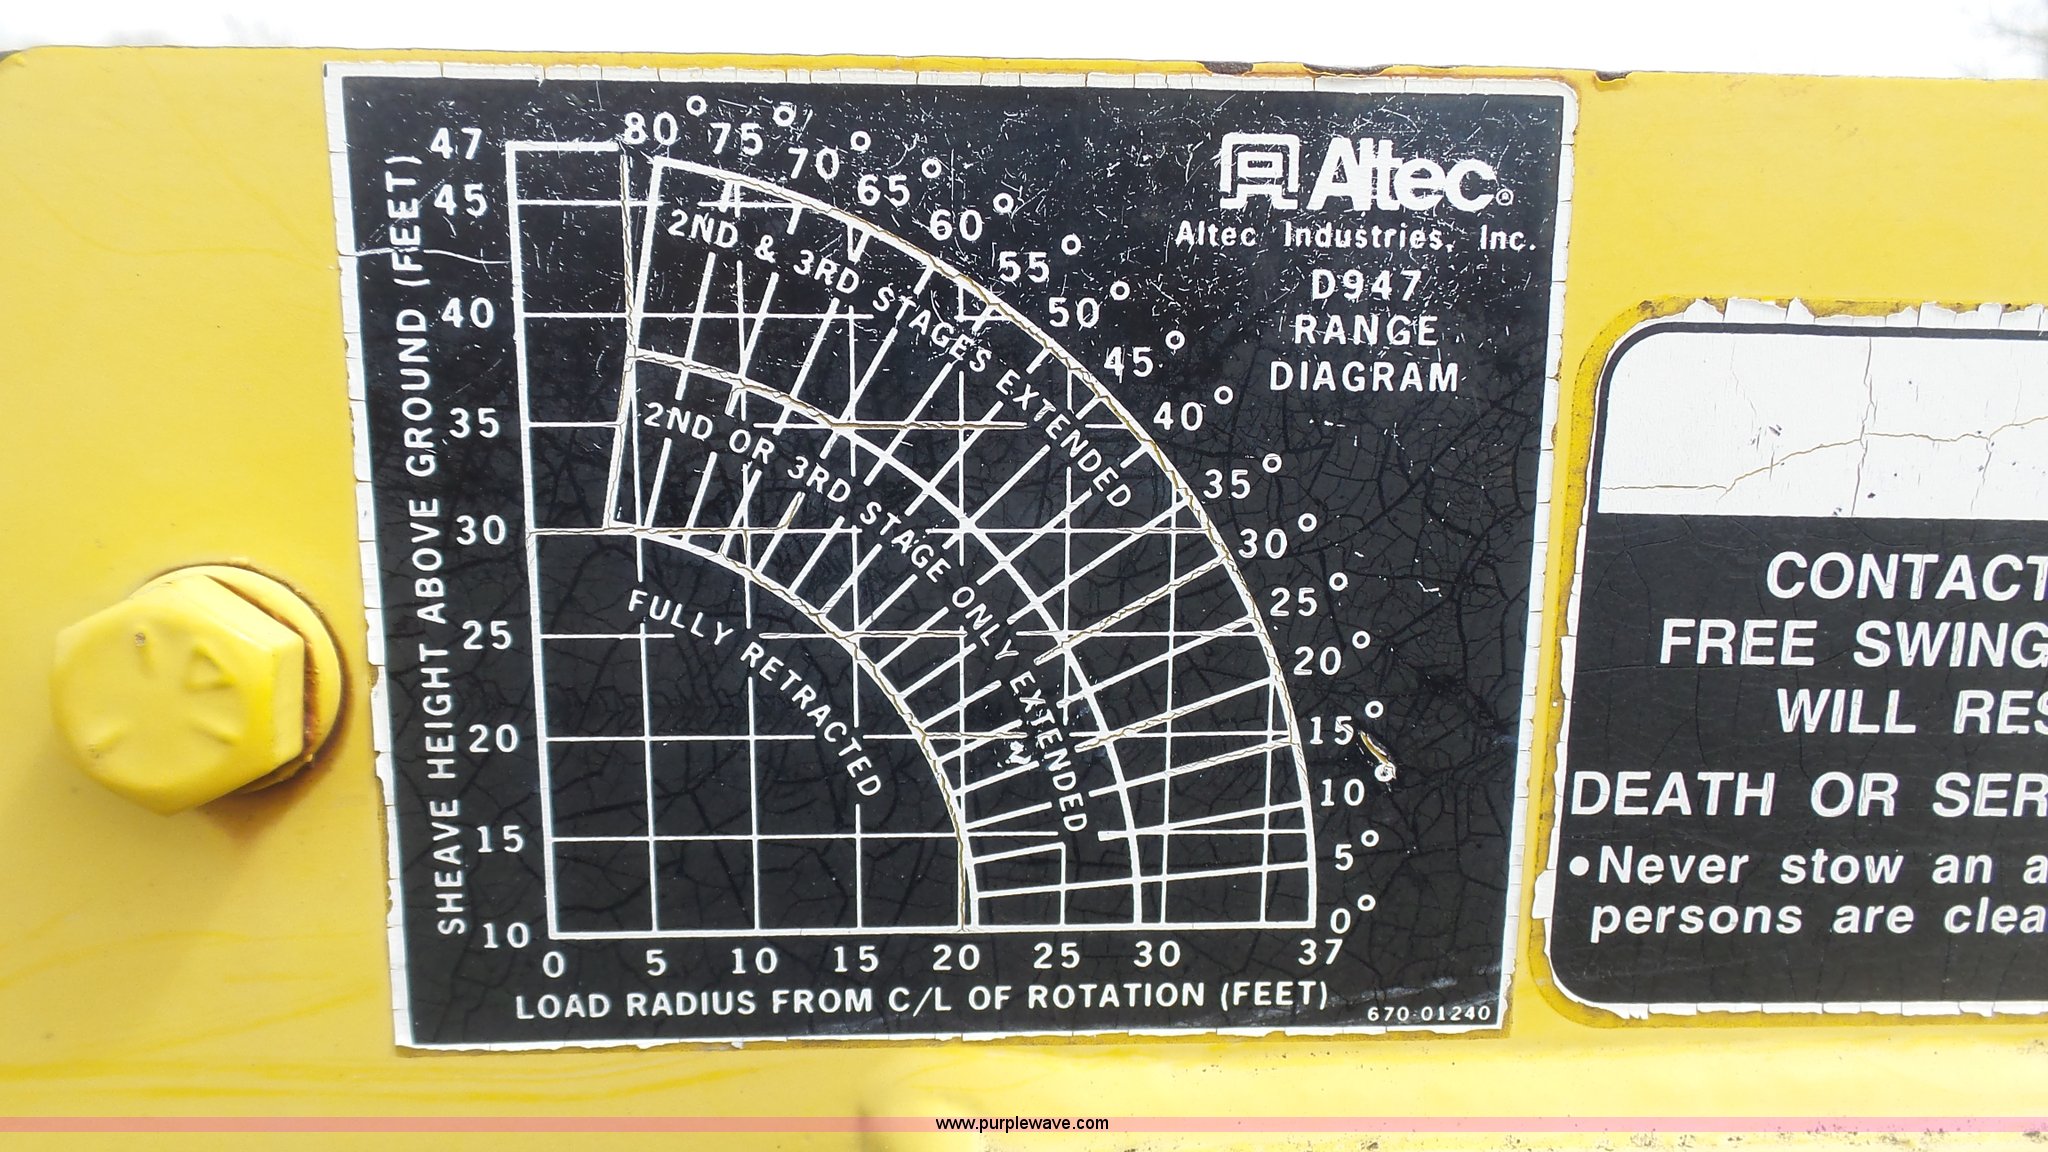 Altec®
Altec Industries, Inc.
D947
RANGE
DIAGRAM
80° 75° 70° 65° 60° 55° 50° 45° 40° 35° 30° 25° 20° 15° 10° 5° 0°
SHEAVE HEIGHT ABOVE GROUND (FEET)
47
45
40
35
30
25
20
15
10
2ND & 3RD STAGES EXTENDED
2ND OR 3RD STAGE ONLY EXTENDED
FULLY RETRACTED
0 5 10 15 20 25 30 37
LOAD RADIUS FROM C/L OF ROTATION (FEET)
670-01240
CONTACT
FREE SWING
WILL RES
DEATH OR SER
•Never stow an a
persons are clea
www.purplewave.com